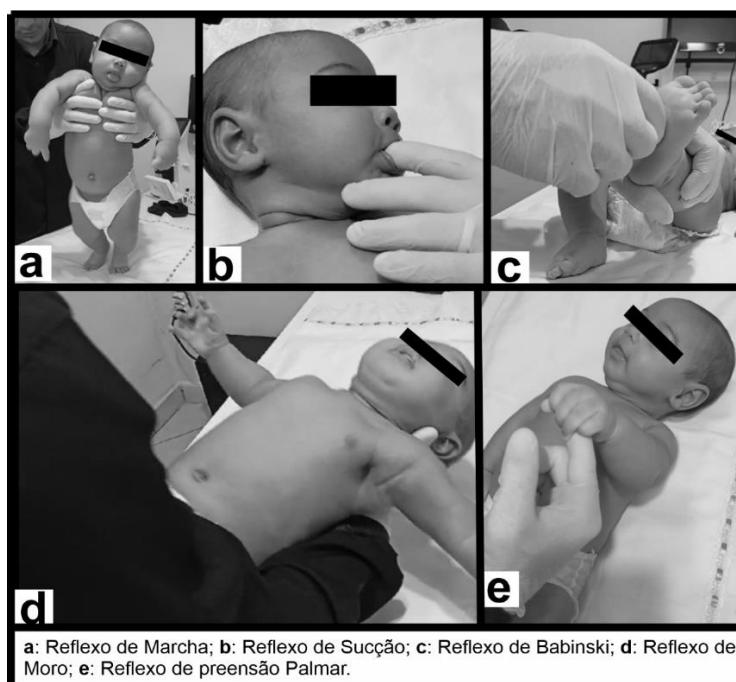 a
b
c
d
e
a: Reflexo de Marcha; b: Reflexo de Sucção; c: Reflexo de Babinski; d: Reflexo de
Moro; e: Reflexo de preensão Palmar.